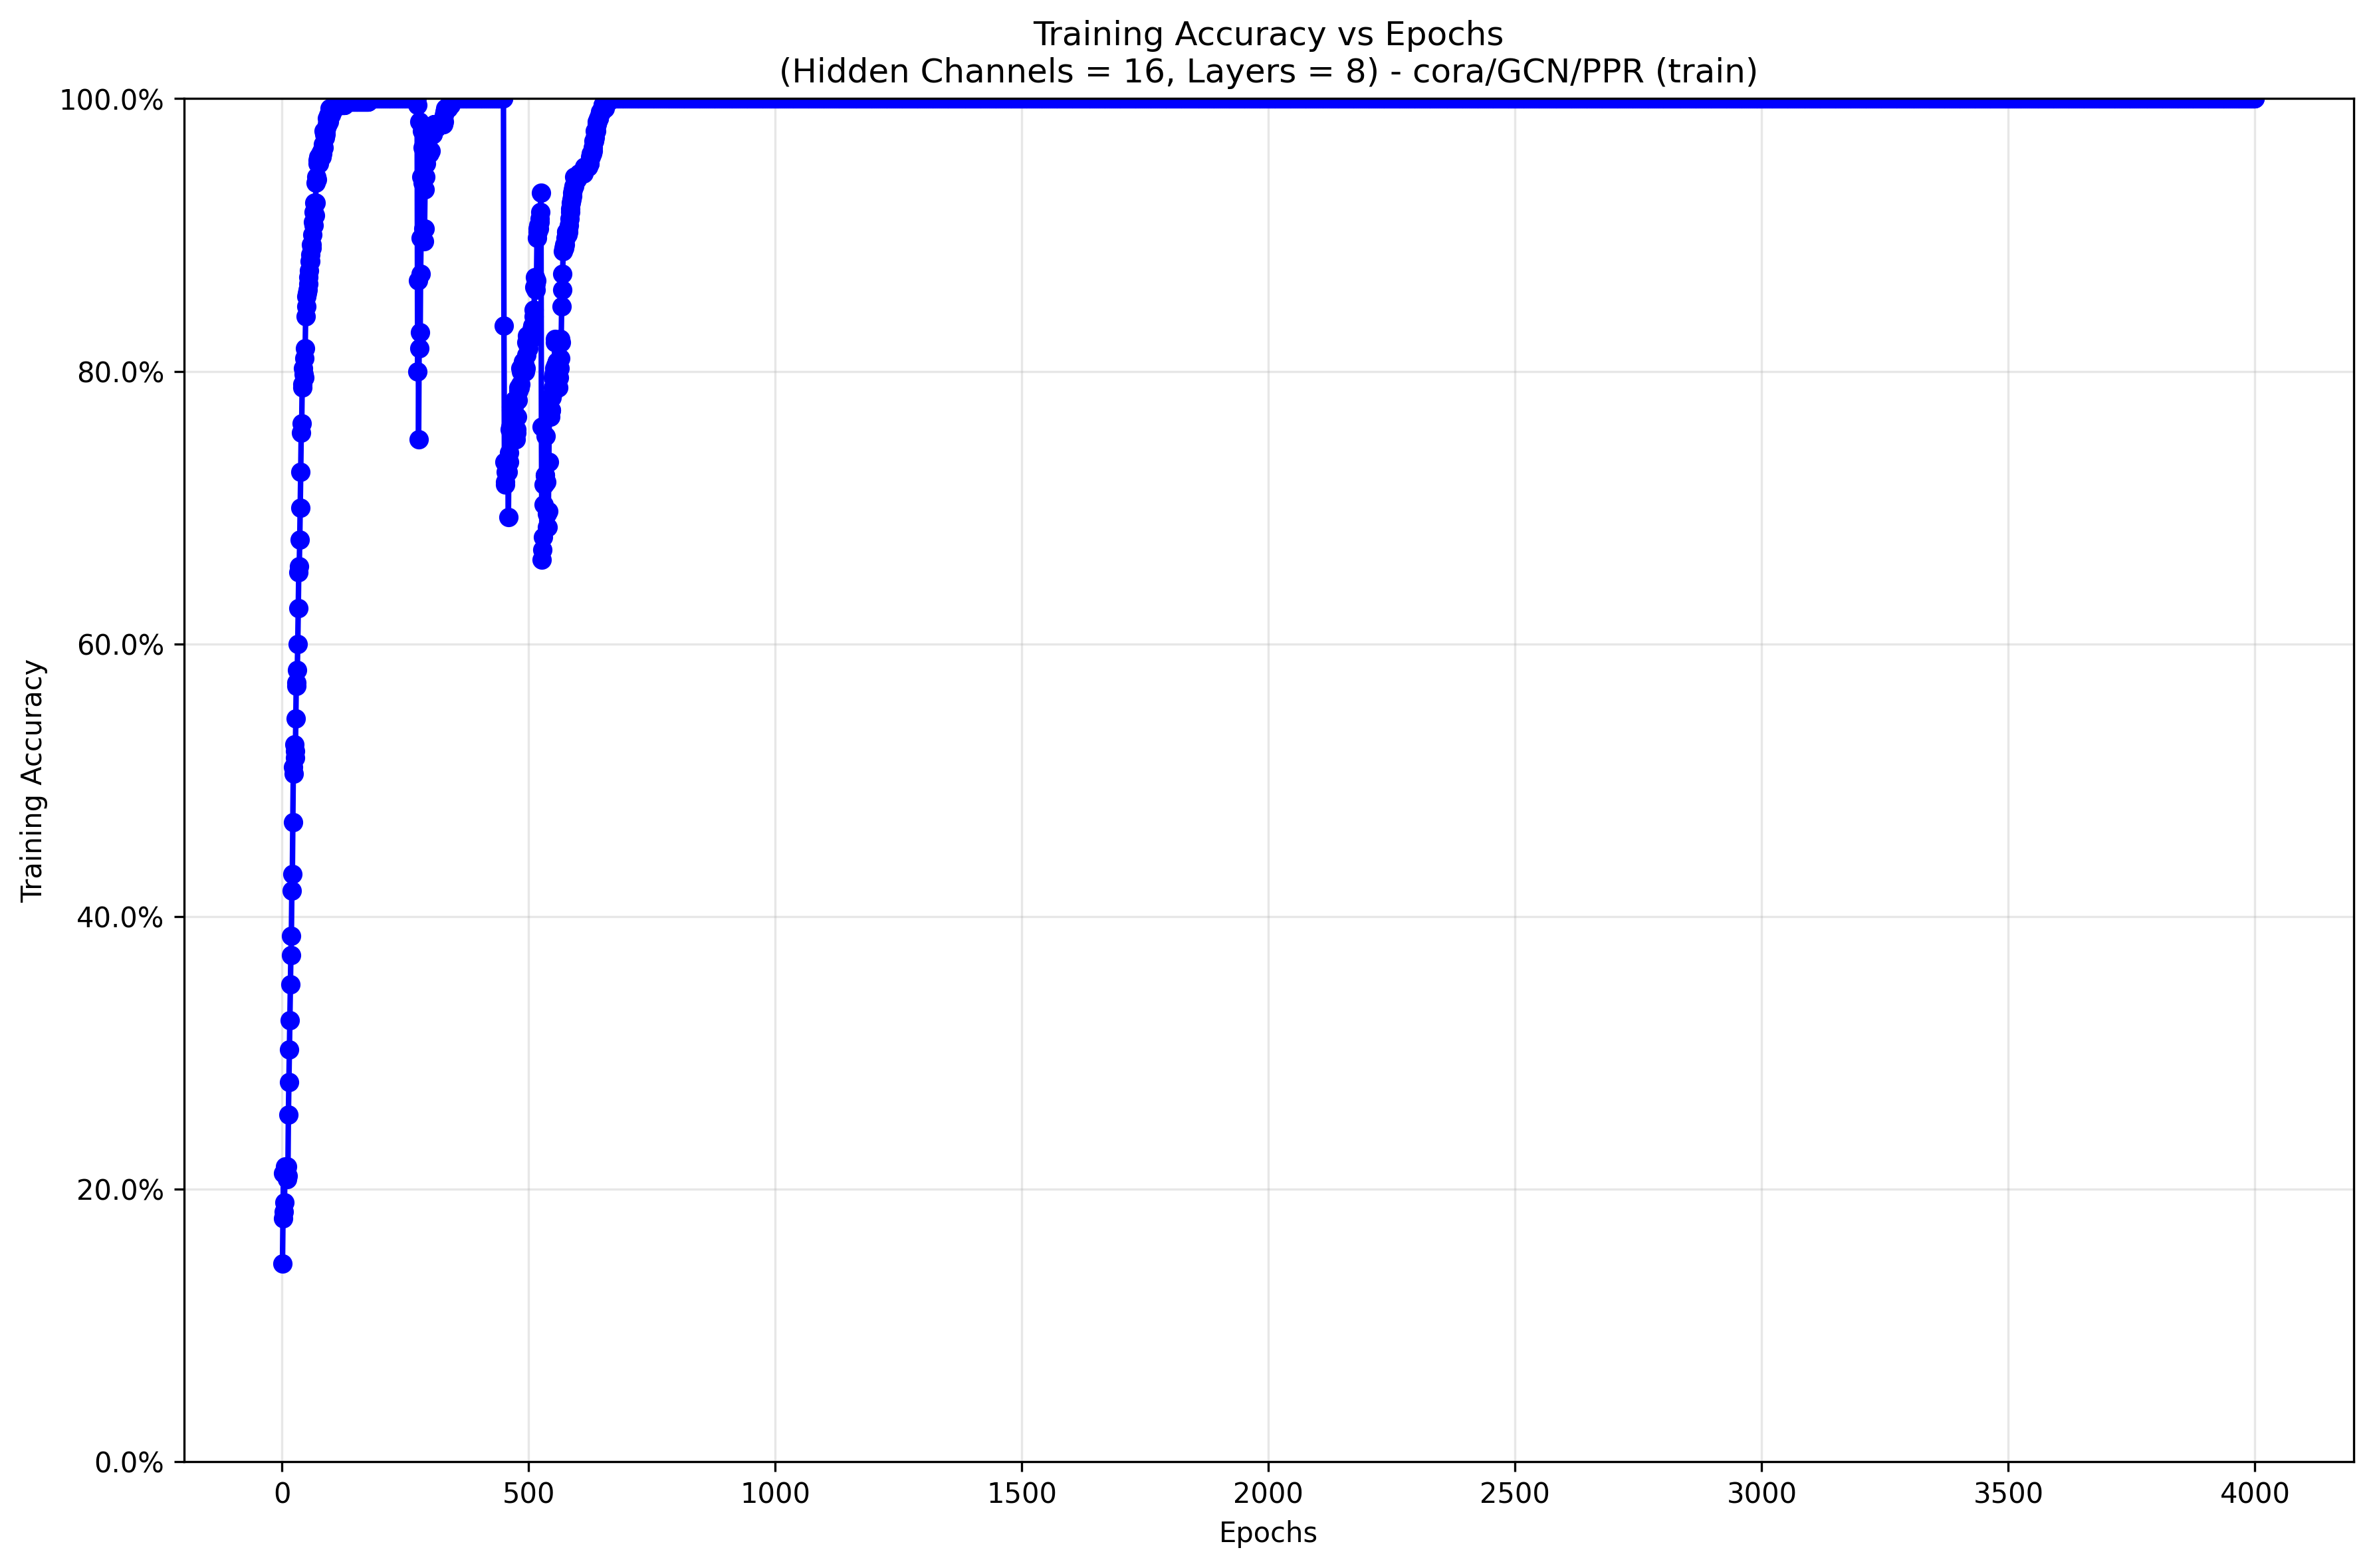 Training Accuracy vs Epochs
(Hidden Channels = 16, Layers = 8) - cora/GCN/PPR (train)
Training Accuracy
100.0%
80.0%
60.0%
40.0%
20.0%
0.0%
0 500 1000 1500 2000 2500 3000 3500 4000
Epochs